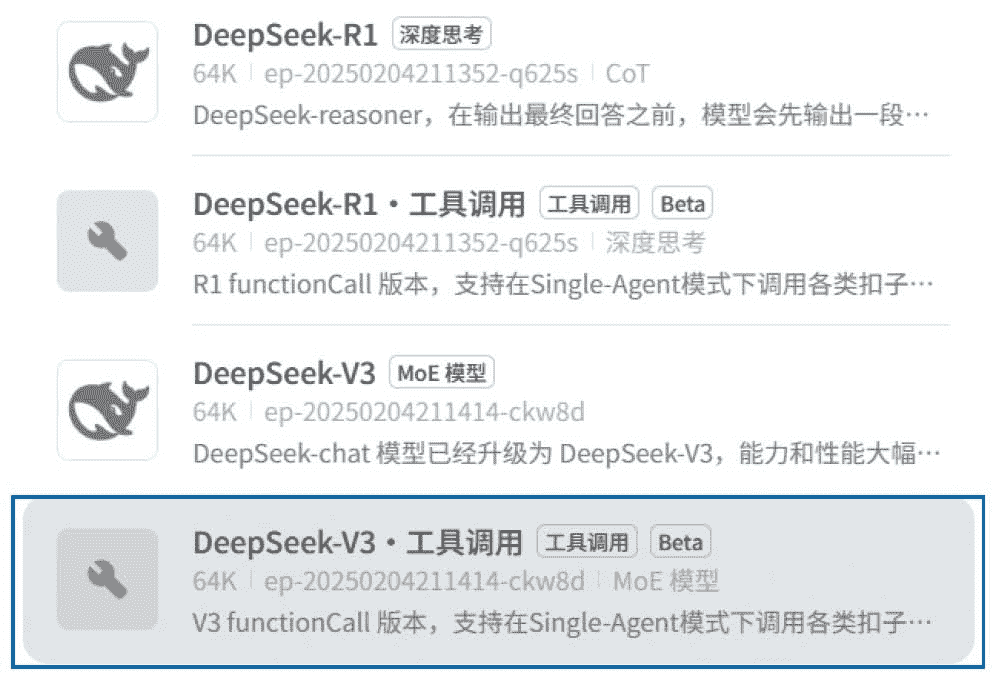 DeepSeek-R1 深度思考
64K | ep-20250204211352-q625s | CoT
DeepSeek-reasoner，在输出最终回答之前，模型会先输出一段…
DeepSeek-R1・工具调用 工具调用 Beta
64K | ep-20250204211352-q625s | 深度思考
R1 functionCall 版本，支持在Single-Agent模式下调用各类扣子…
DeepSeek-V3 MoE 模型
64K | ep-20250204211414-ckw8d
DeepSeek-chat 模型已经升级为 DeepSeek-V3，能力和性能大幅…
DeepSeek-V3・工具调用 工具调用 Beta
64K | ep-20250204211414-ckw8d | MoE 模型
V3 functionCall 版本，支持在Single-Agent模式下调用各类扣子…